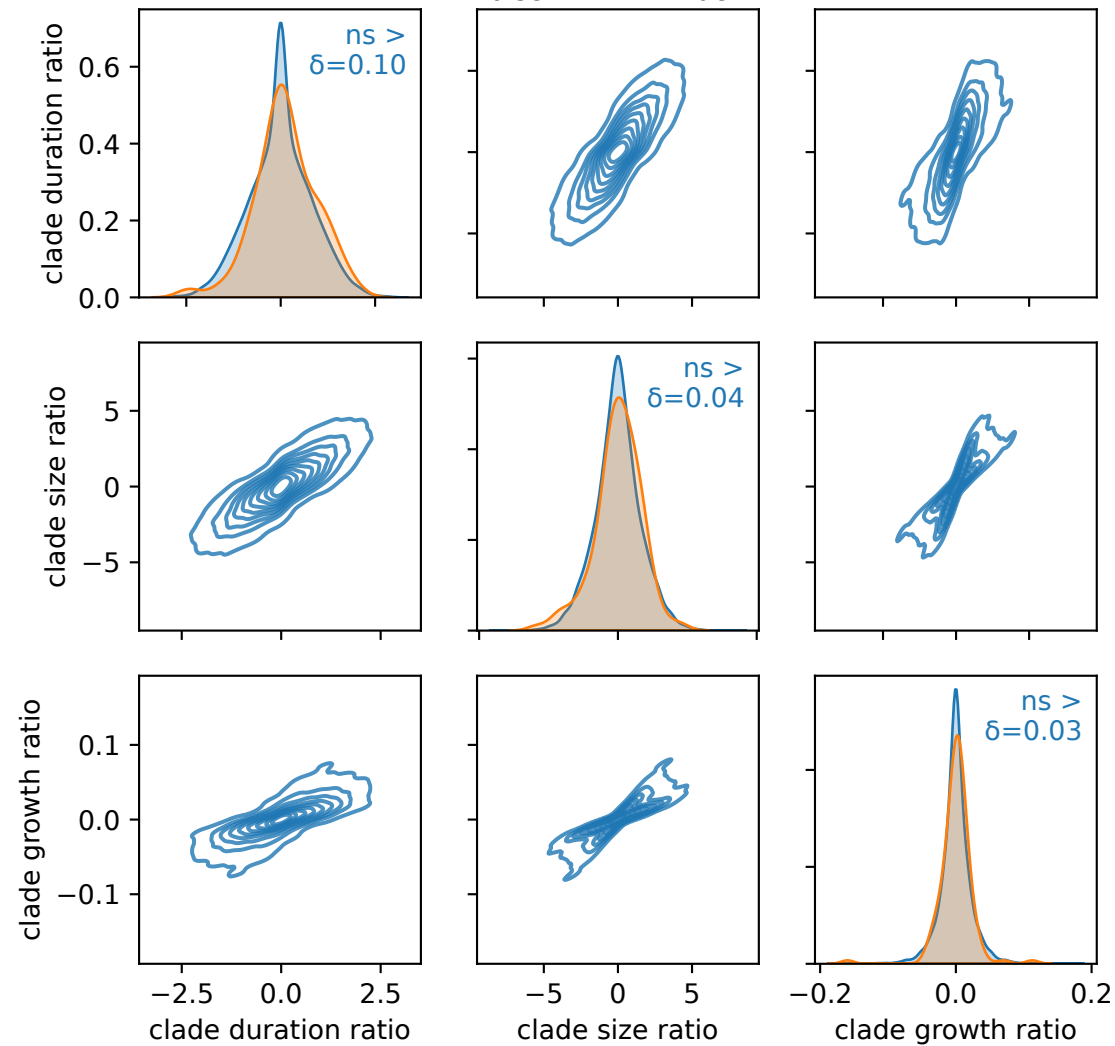 clade duration ratio
0.6
0.4
0.2
0.0
ns >
δ=0.10
clade size ratio
5
0
−5
ns >
δ=0.04
clade growth ratio
0.1
0.0
−0.1
ns >
δ=0.03
−2.5 0.0 2.5
−5 0 5
−0.2 0.0 0.2
clade duration ratio
clade size ratio
clade growth ratio